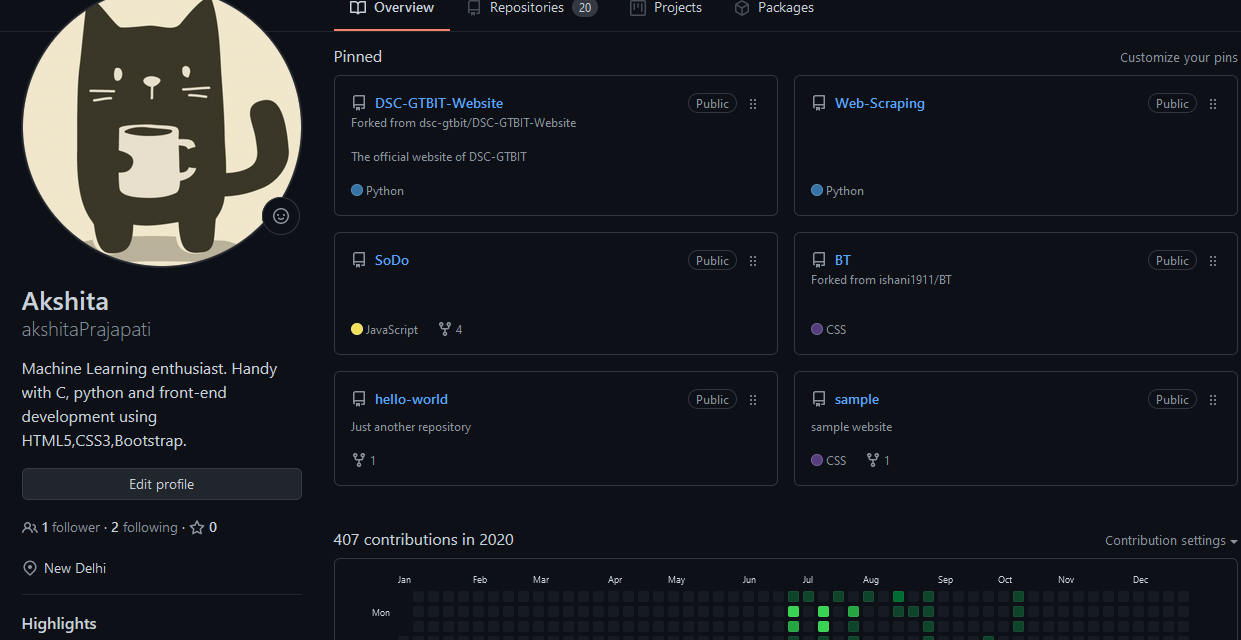 Overview Repositories 20 Projects Packages
Pinned
Customize your pins
DSC-GTBIT-Website Public
Forked from dsc-gtbit/DSC-GTBIT-Website
The official website of DSC-GTBIT
Python
Web-Scraping Public
Python
SoDo Public
JavaScript 4
BT Public
Forked from ishani1911/BT
CSS
hello-world Public
Just another repository
1
sample Public
sample website
CSS 1
Akshita
akshitaPrajapati
Machine Learning enthusiast. Handy
with C, python and front-end
development using
HTML5,CSS3,Bootstrap.
Edit profile
1 follower · 2 following · 0
New Delhi
Highlights
407 contributions in 2020
Contribution settings
Jan Feb Mar Apr May Jun Jul Aug Sep Oct Nov Dec
Mon